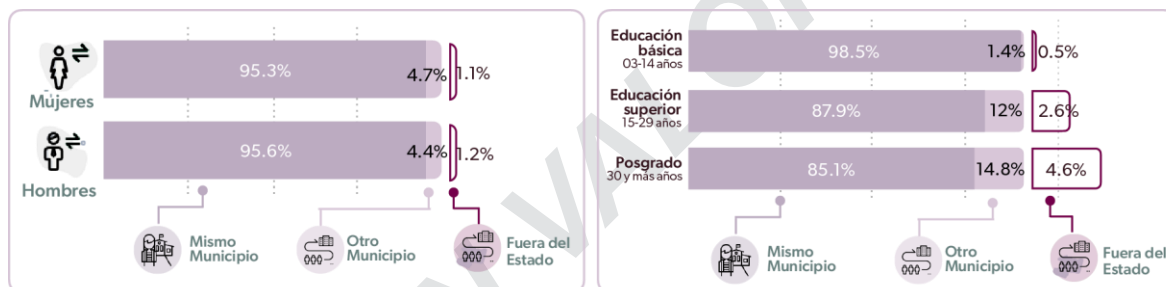 95.3%
4.7%
1.1%
Mujeres
95.6%
4.4%
1.2%
Hombres
Mismo
Municipio
Otro
Municipio
Fuera del
Estado
Educación
básica
03-14 años
98.5%
1.4%
0.5%
Educación
superior
15-29 años
87.9%
12%
2.6%
Posgrado
30 y más años
85.1%
14.8%
4.6%
Mismo
Municipio
Otro
Municipio
Fuera del
Estado